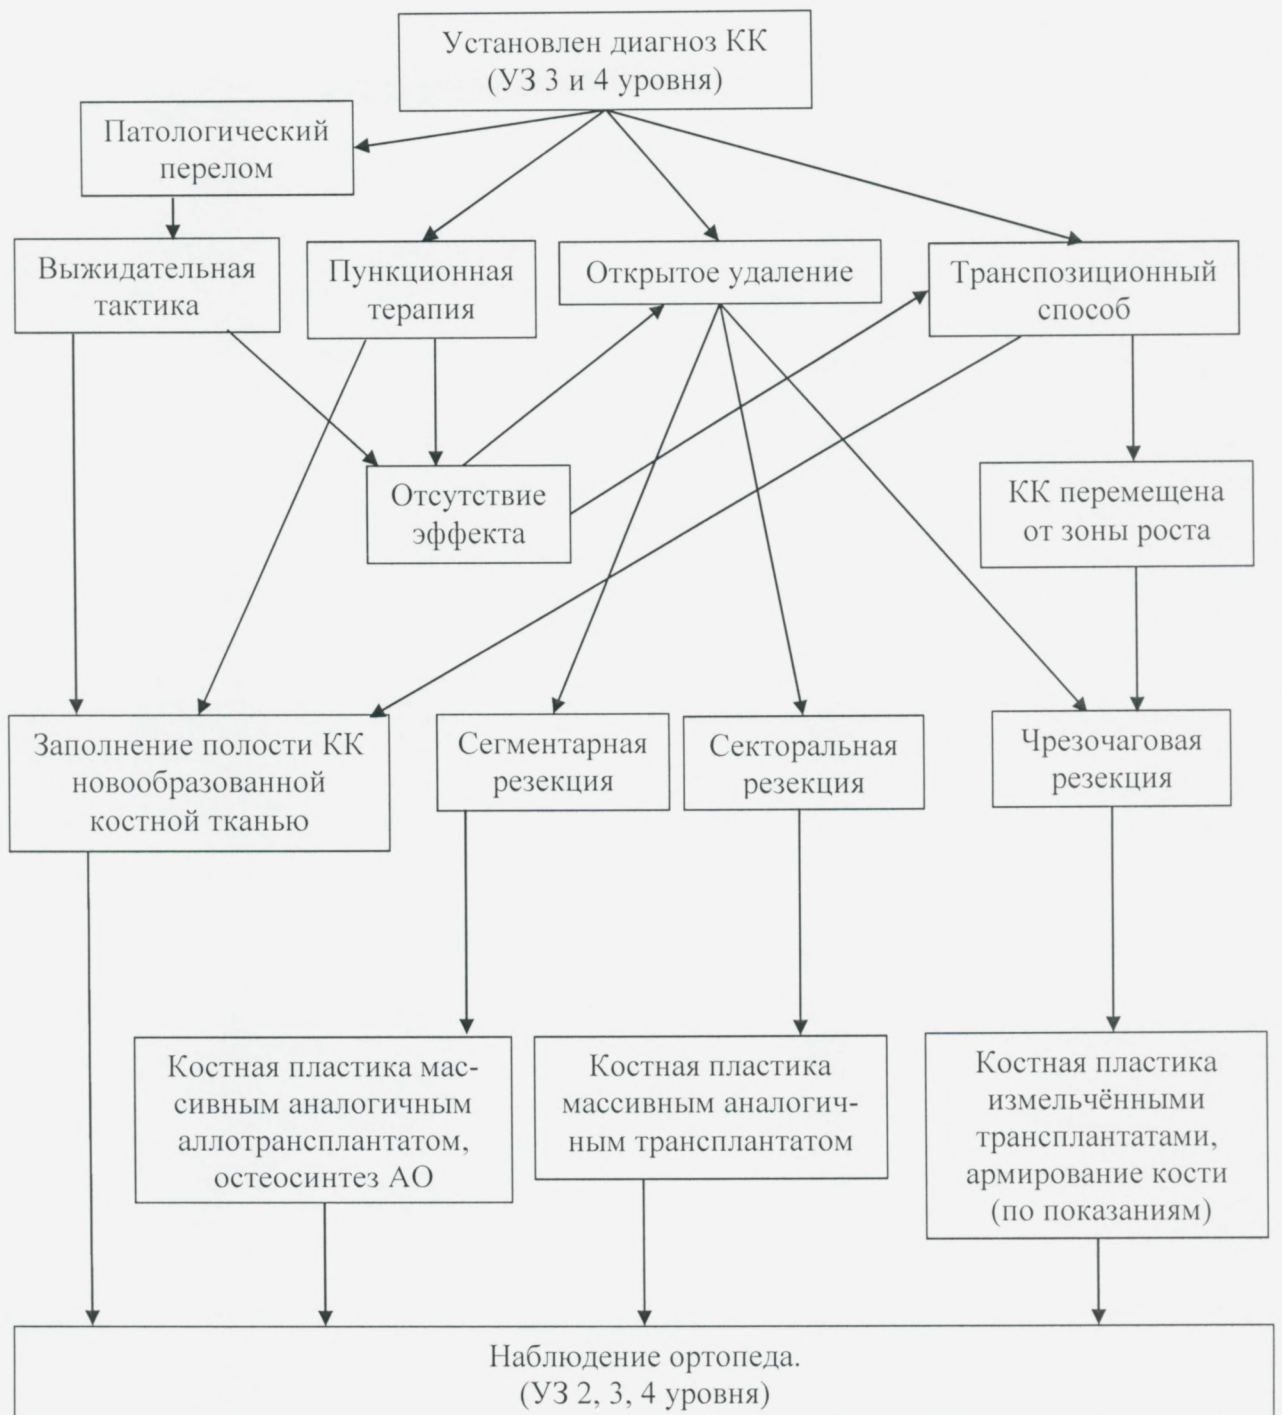 Установлен диагноз КК
(УЗ 3 и 4 уровня)
Патологический
перелом
Выжидательная
тактика
Пункционная
терапия
Открытое удаление
Транспозиционный
способ
Отсутствие
эффекта
КК перемещена
от зоны роста
Заполнение полости КК
новообразованной
костной тканью
Сегментарная
резекция
Секторальная
резекция
Чрезочаговая
резекция
Костная пластика мас-
сивным аналогичным
аллотрансплантатом,
остеосинтез АО
Костная пластика
массивным аналогич-
ным трансплантатом
Костная пластика
измельчёнными
трансплантатами,
армирование кости
(по показаниям)
Наблюдение ортопеда.
(УЗ 2, 3, 4 уровня)